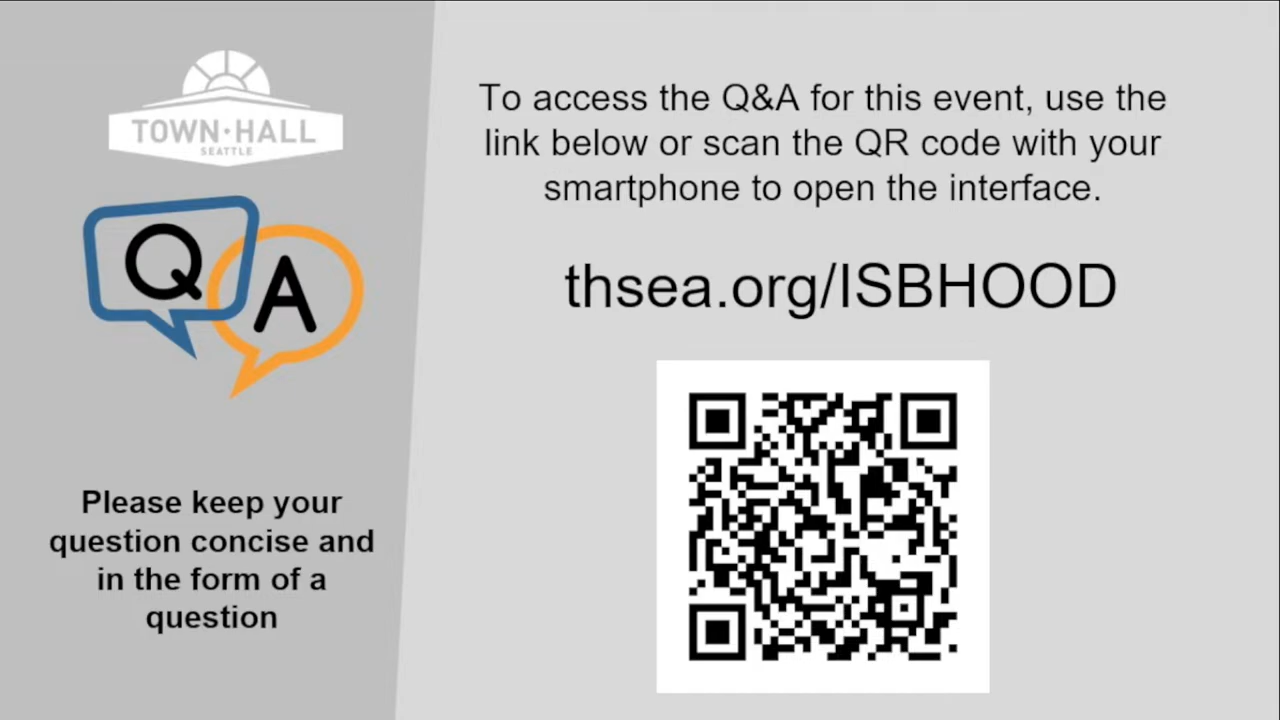 TOWN·HALL
SEATTLE
Q
A
Please keep your
question concise and
in the form of a
question
To access the Q&A for this event, use the
link below or scan the QR code with your
smartphone to open the interface.
thsea.org/ISBHOOD